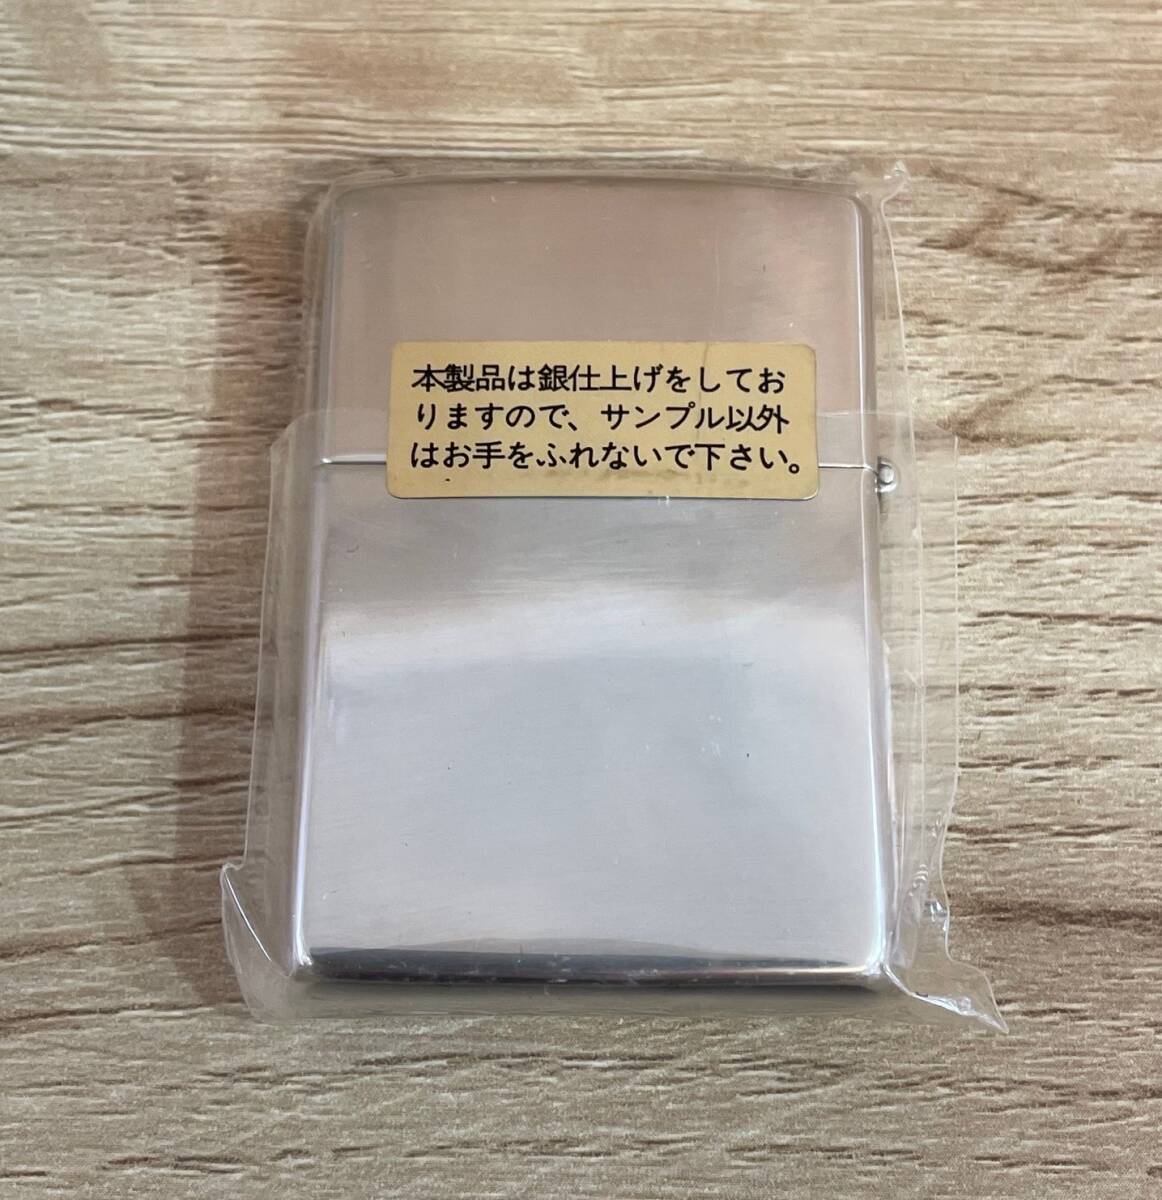 本製品は銀仕上げをしてお
りますので、サンプル以外
はお手をふれないで下さい。